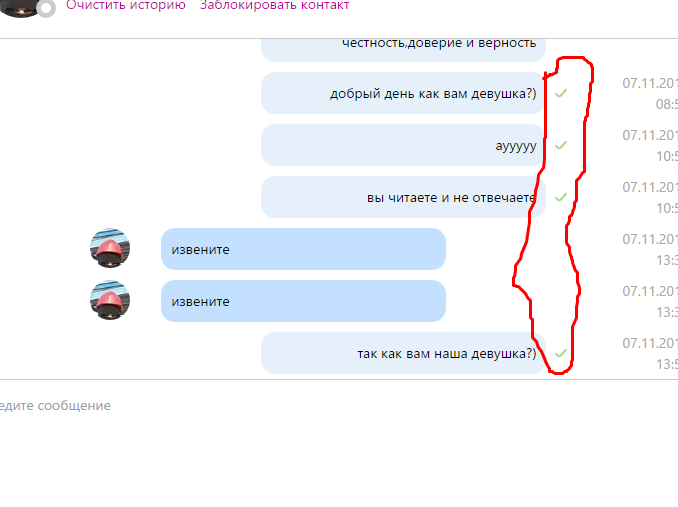 Очистить историю Заблокировать контакт
честность,доверие и верность
добрый день как вам девушка?)
07.11.201
08:5
ауууу
07.11.201
10:5
вы читаете и не отвечаете
07.11.201
10:5
извените
07.11.201
13:3
извените
07.11.201
13:3
так как вам наша девушка?)
07.11.201
13:5
едите сообщение